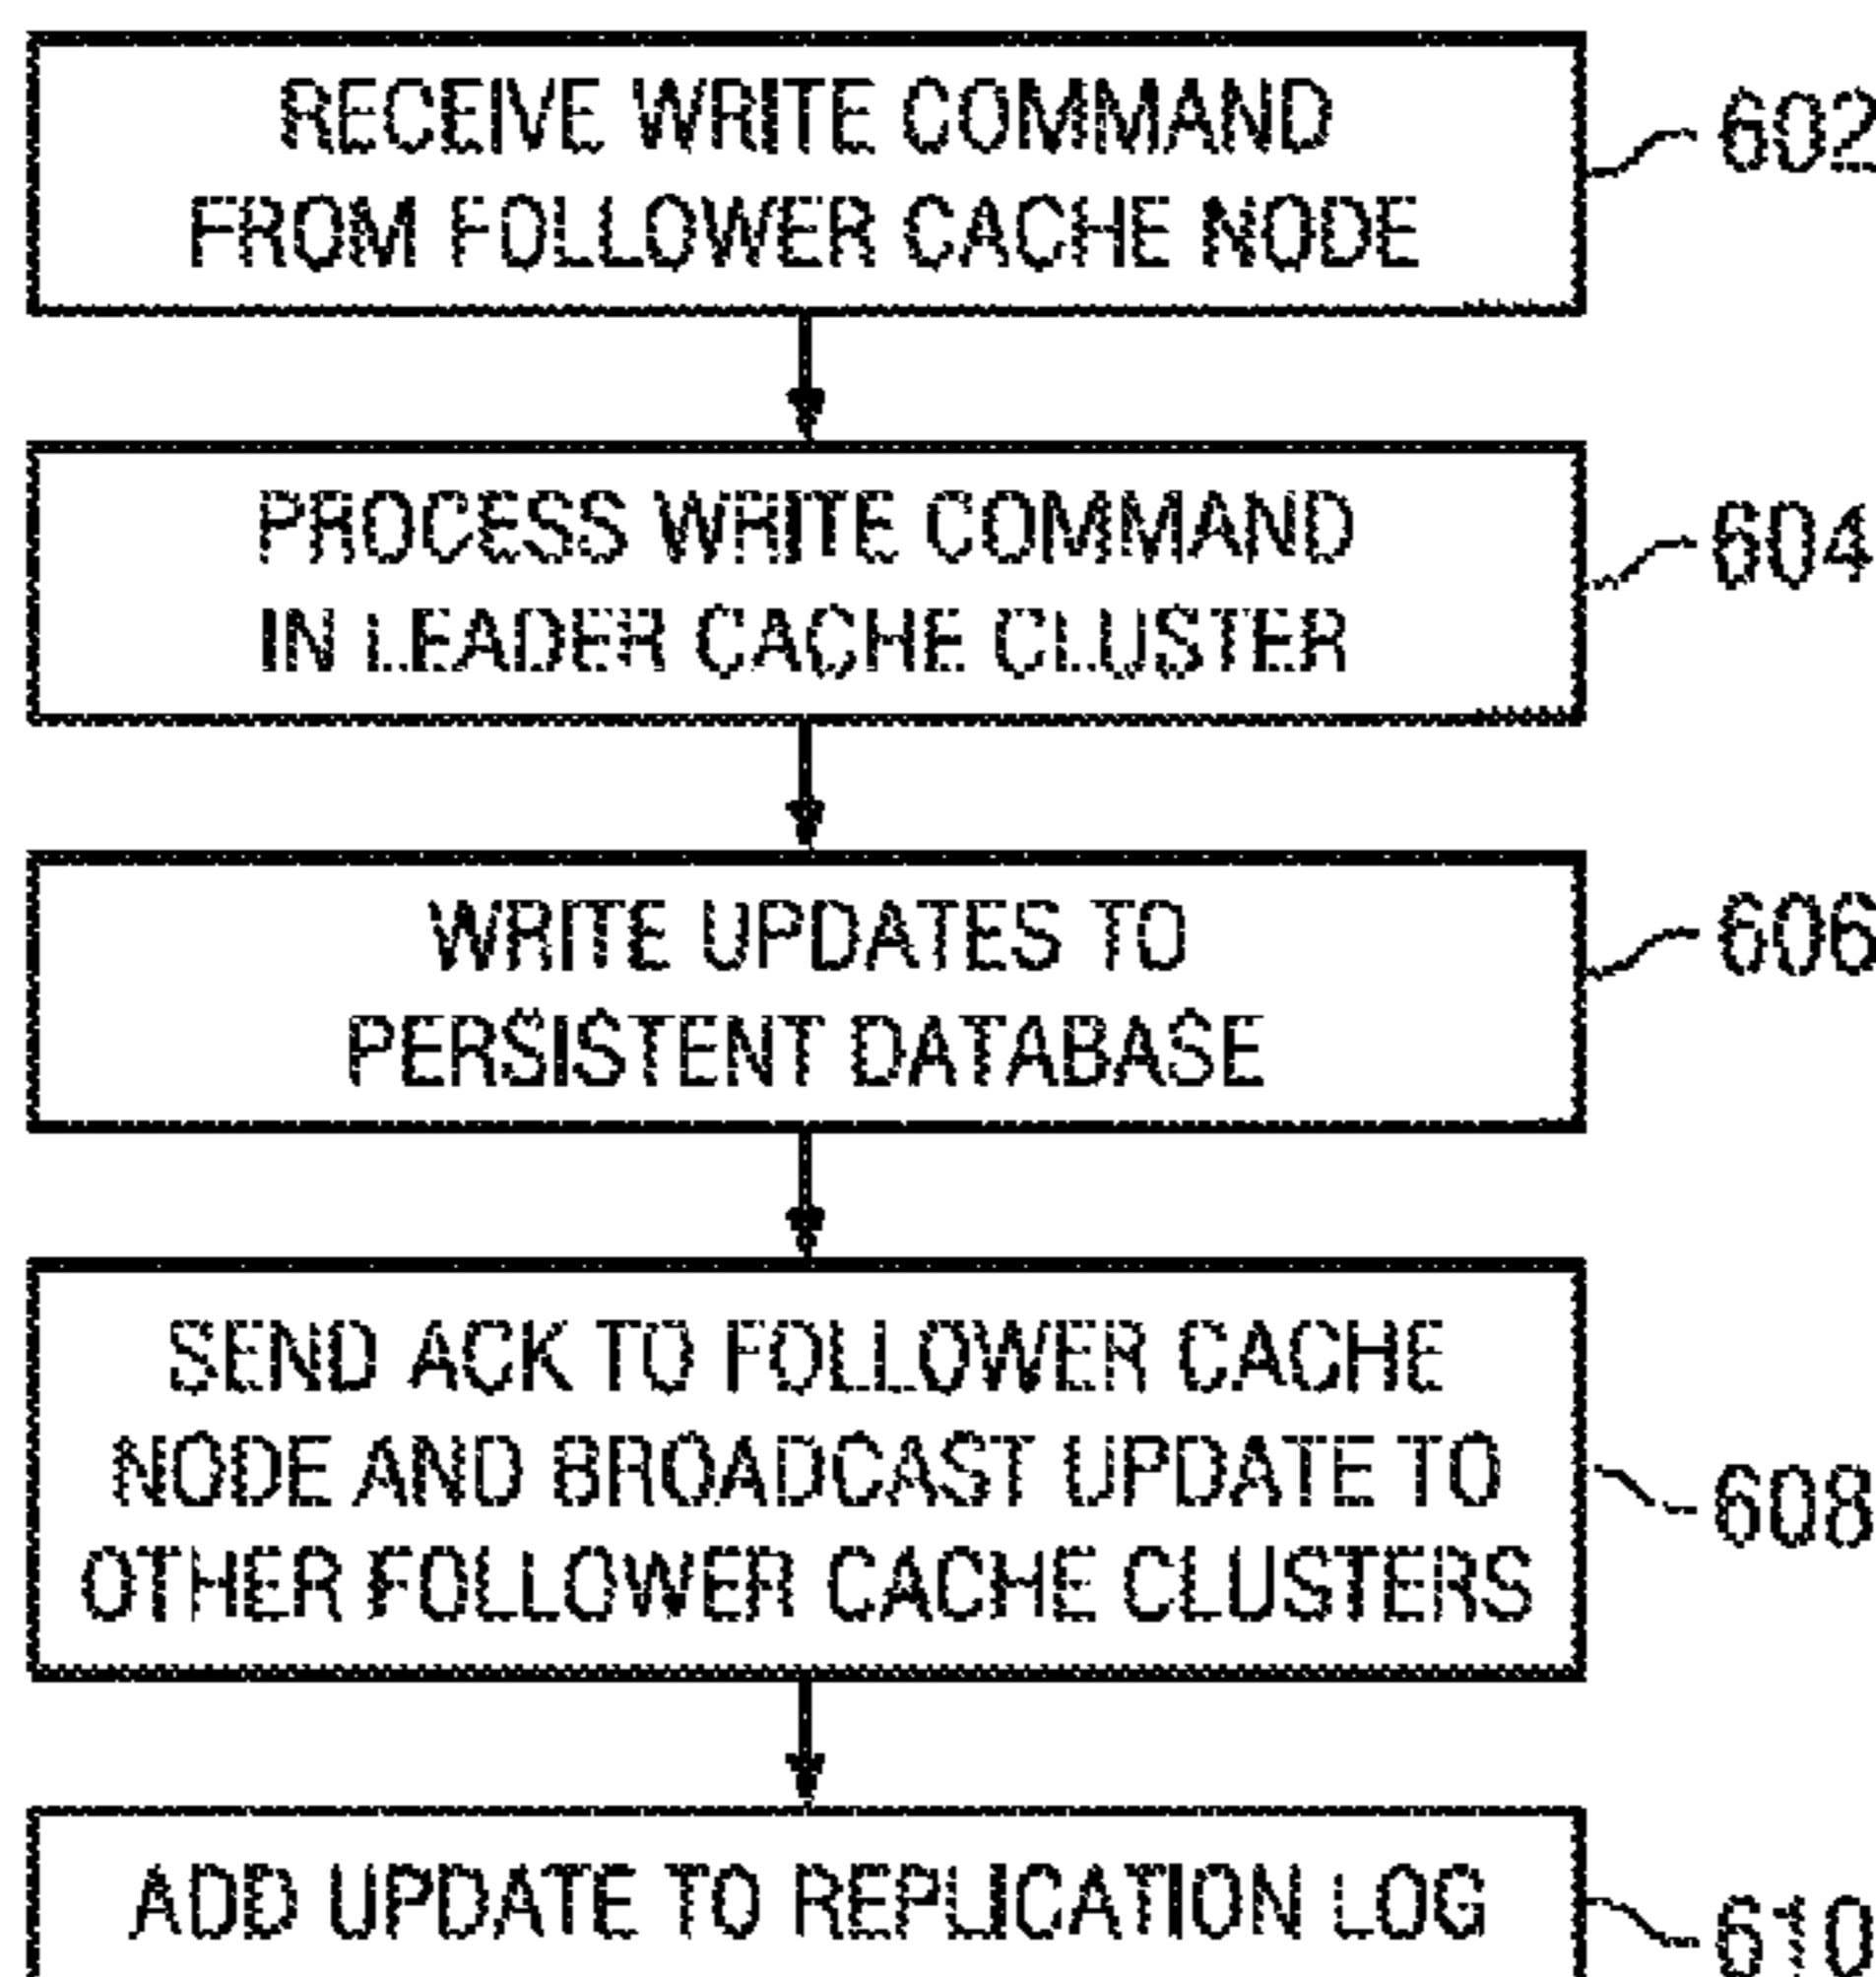 RECEIVE WRITE COMMAND
FROM FOLLOWER CACHE NODE
602
PROCESS WRITE COMMAND
IN LEADER CACHE CLUSTER
604
WRITE UPDATES TO
PERSISTENT DATABASE
606
SEND ACK TO FOLLOWER CACHE
NODE AND BROADCAST UPDATE TO
OTHER FOLLOWER CACHE CLUSTERS
608
ADD UPDATE TO REPLICATION LOG
610